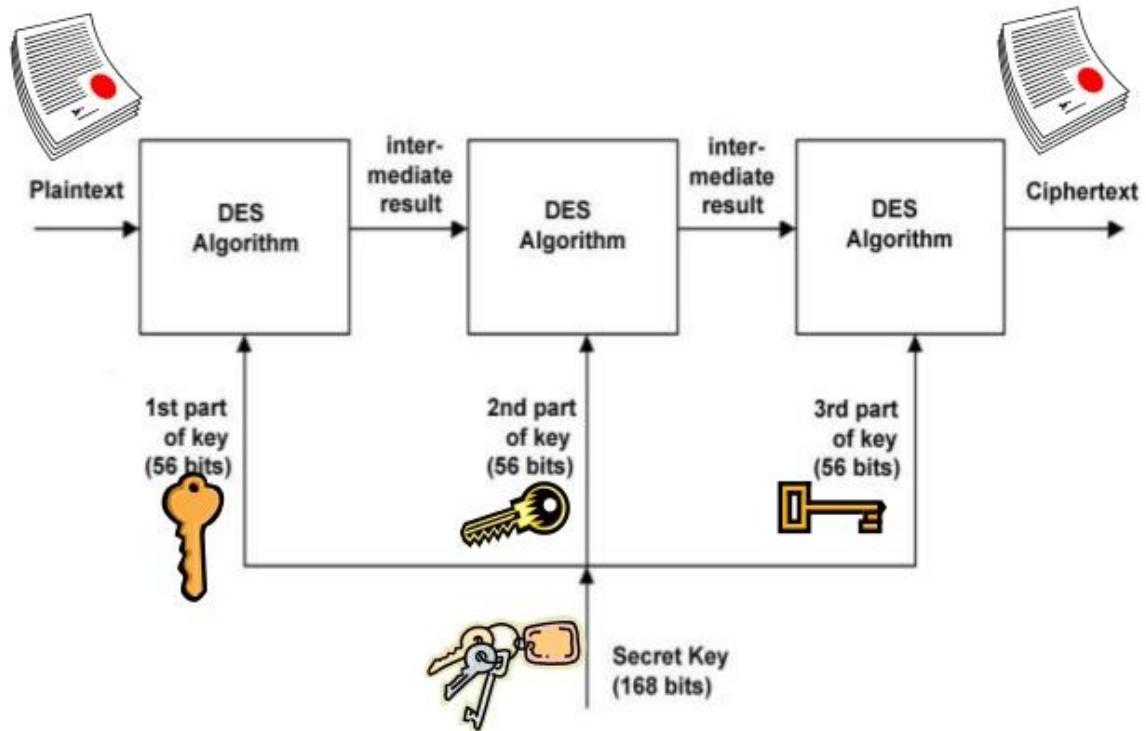 Plaintext
DES
Algorithm
inter-
mediate
result
DES
Algorithm
inter-
mediate
result
DES
Algorithm
Ciphertext
1st part
of key
(56 bits)
2nd part
of key
(56 bits)
3rd part
of key
(56 bits)
Secret Key
(168 bits)